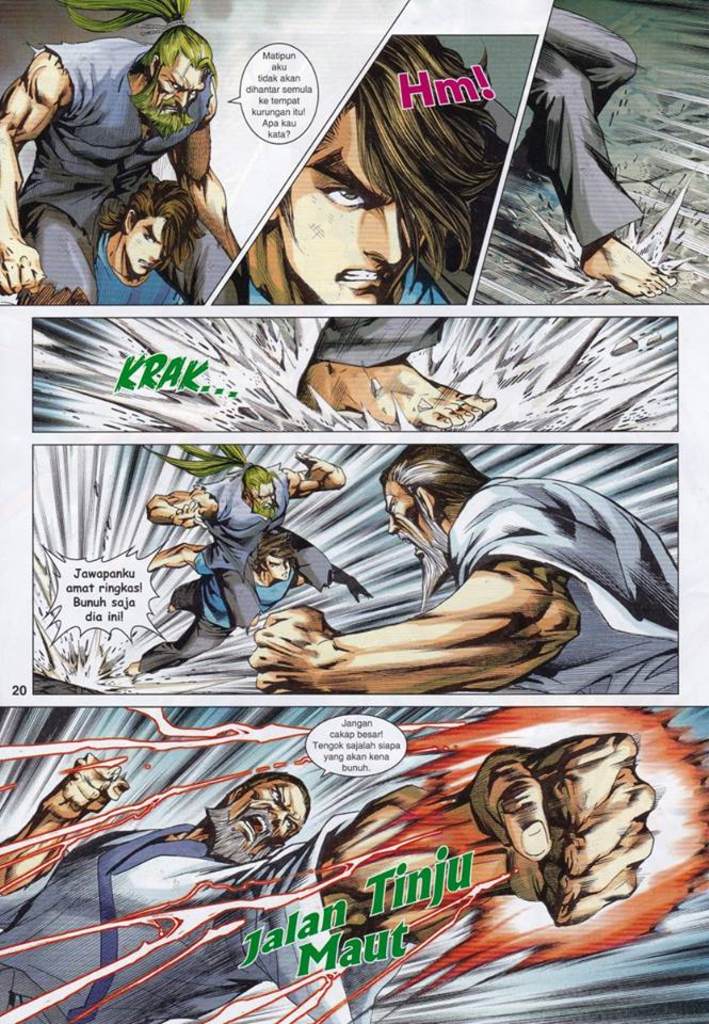 Matipun
aku
tidak akan
dihantar semula
ke tempat
kurungan itu!
Apa kau
kata?
Hm!
KRAK...
Jawapanku
amat ringkas!
Bunuh saja
dia ini!
20
Jangan
cakap besar!
Tengok sajalah siapa
yang akan kena
bunuh.
Jalan Tinju
Maut